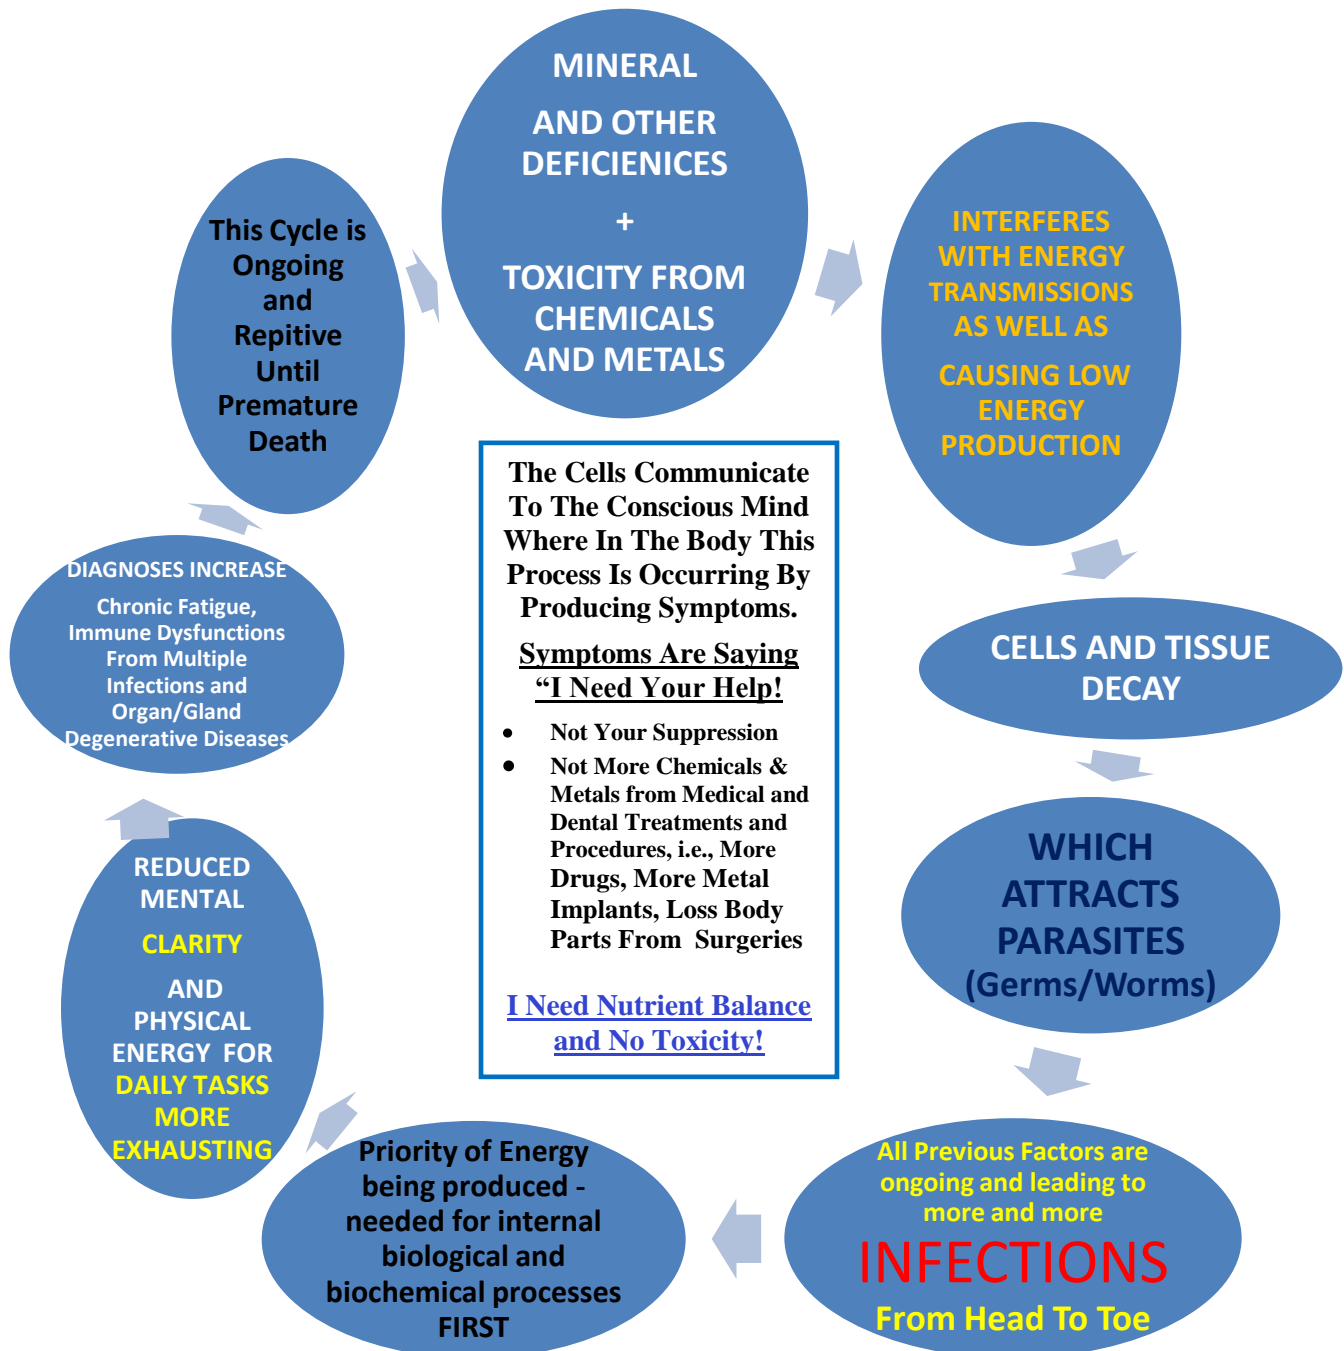 MINERAL
AND OTHER
DEFICIENICES
+
TOXICITY FROM
CHEMICALS
AND METALS
INTERFERES
WITH ENERGY
TRANSMISSIONS
AS WELL AS
CAUSING LOW
ENERGY
PRODUCTION
CELLS AND TISSUE
DECAY
WHICH
ATTRACTS
PARASITES
(Germs/Worms)
All Previous Factors are
ongoing and leading to
more and more
INFECTIONS
From Head To Toe
Priority of Energy
being produced -
needed for internal
biological and
biochemical processes
FIRST
REDUCED
MENTAL
CLARITY
AND
PHYSICAL
ENERGY FOR
DAILY TASKS
MORE
EXHAUSTING
DIAGNOSES INCREASE
Chronic Fatigue,
Immune Dysfunctions
From Multiple
Infections and
Organ/Gland
Degenerative Diseases
This Cycle is
Ongoing
and
Repitive
Until
Premature
Death
The Cells Communicate
To The Conscious Mind
Where In The Body This
Process Is Occurring By
Producing Symptoms.
Symptoms Are Saying
“I Need Your Help!
• Not Your Suppression
• Not More Chemicals &
Metals from Medical and
Dental Treatments and
Procedures, i.e., More
Drugs, More Metal
Implants, Loss Body
Parts From Surgeries
I Need Nutrient Balance
and No Toxicity!